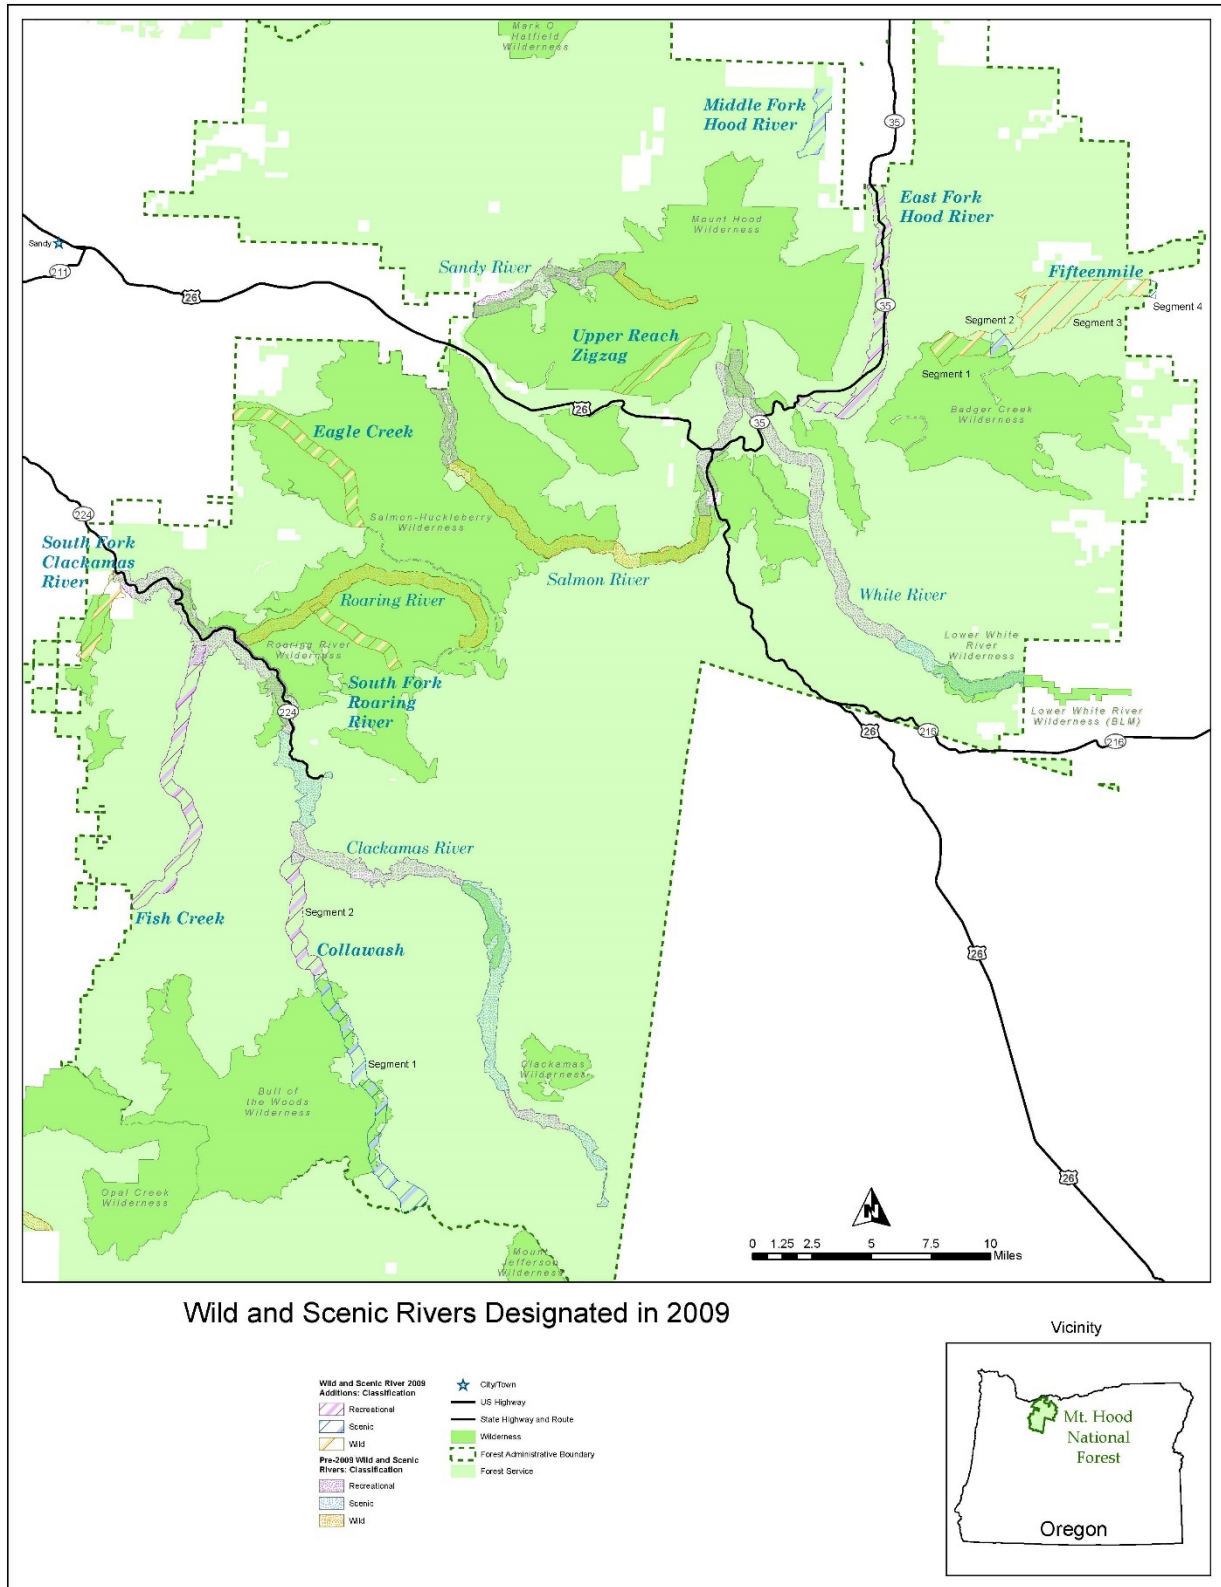 Mark O
Hatfield
Wilderness
Middle Fork
Hood River
35
East Fork
Hood River
Mount Hood
Wilderness
Sandy
211
26
Sandy River
Fifteenmile
35
Segment 4
Segment 2
Segment 3
Upper Reach
Zigzag
Segment 1
26
Badger Creek
Wilderness
35
Eagle Creek
224
Salmon-Huckleberry
Wilderness
South Fork
Clackamas
River
Salmon River
Roaring River
White River
Roaring River
Wilderness
Lower White
River
Wilderness
South Fork
Roaring
River
224
Lower White River
Wilderness (BLM)
26
216
216
Clackamas River
Segment 2
Fish Creek
Collawash
26
Segment 1
Clackamas
Wilderness
Bull of
the Woods
Wilderness
Opal Creek
Wilderness
26
N
0 1.25 2.5 5 7.5 10
Miles
Mount
Jefferson
Wilderness
Wild and Scenic Rivers Designated in 2009
Wild and Scenic River 2009
Additions: Classification
Recreational
Scenic
Wild
Pre-2009 Wild and Scenic
Rivers: Classification
Recreational
Scenic
Wild
City/Town
US Highway
State Highway and Route
Wilderness
Forest Administrative Boundary
Forest Service
Vicinity
Mt. Hood
National
Forest
Oregon